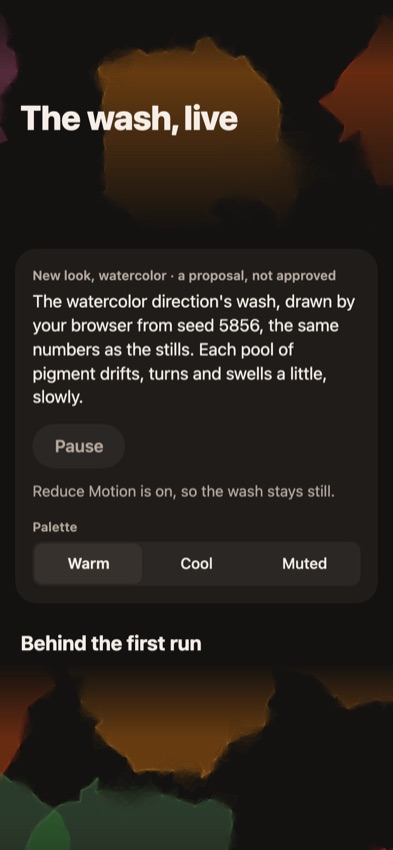 The wash, live
New look, watercolor · a proposal, not approved
The watercolor direction's wash, drawn by
your browser from seed 5856, the same
numbers as the stills. Each pool of
pigment drifts, turns and swells a little,
slowly.
Pause
Reduce Motion is on, so the wash stays still.
Palette
Warm Cool Muted
Behind the first run